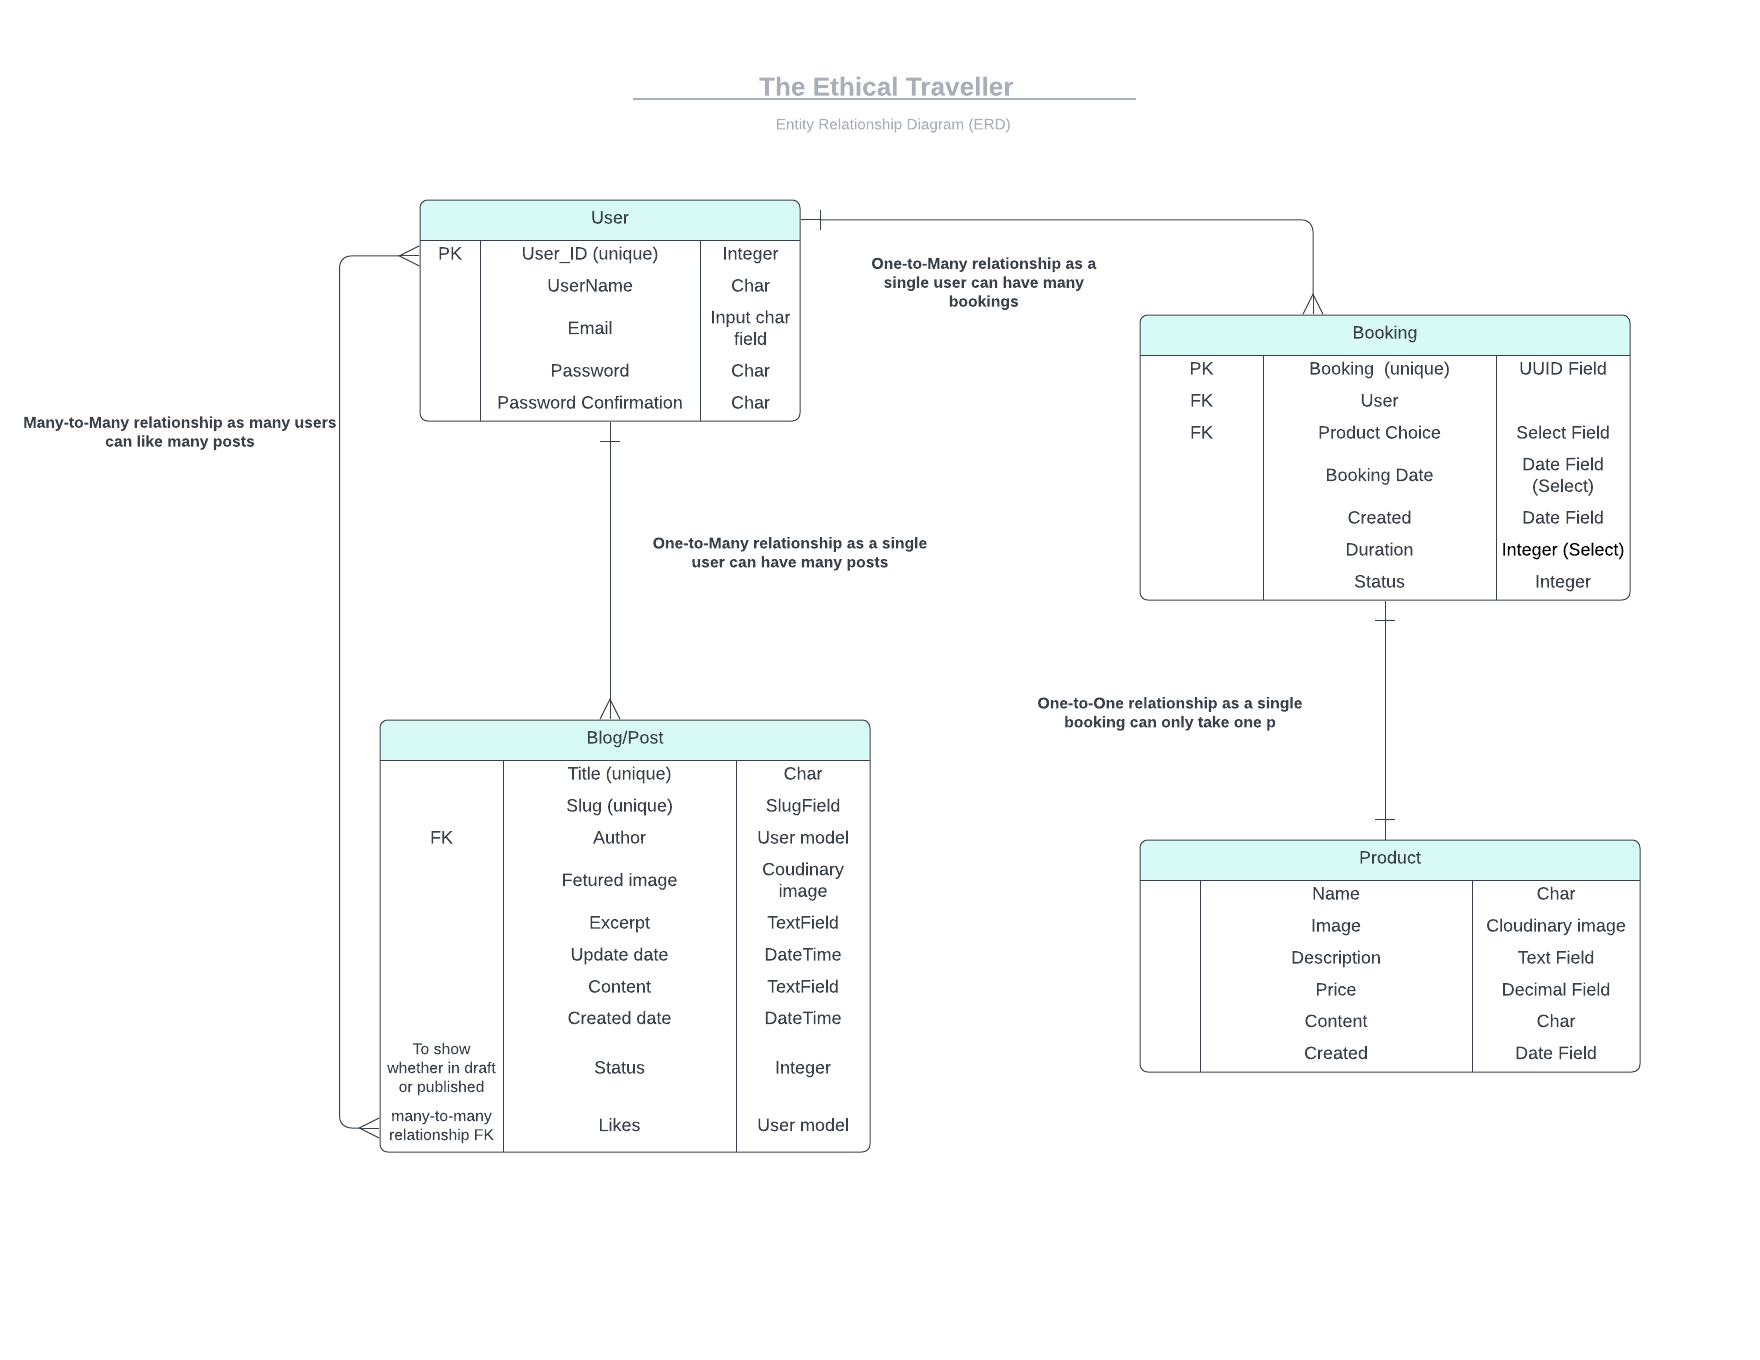 The Ethical Traveller
Entity Relationship Diagram (ERD)
User
PK User_ID (unique) Integer
UserName Char
Email Input char
field
Password Char
Password Confirmation Char
One-to-Many relationship as a
single user can have many
bookings
Booking
PK Booking (unique) UUID Field
FK User
FK Product Choice Select Field
Booking Date Date Field
(Select)
Created Date Field
Duration Integer (Select)
Status Integer
Many-to-Many relationship as many users
can like many posts
One-to-Many relationship as a single
user can have many posts
One-to-One relationship as a single
booking can only take one p
Blog/Post
Title (unique) Char
Slug (unique) SlugField
FK Author User model
Fetured image Coudinary
image
Excerpt TextField
Update date DateTime
Content TextField
Created date DateTime
To show
whether in draft
or published
Status Integer
many-to-many
relationship FK
Likes User model
Product
Name Char
Image Cloudinary image
Description Text Field
Price Decimal Field
Content Char
Created Date Field